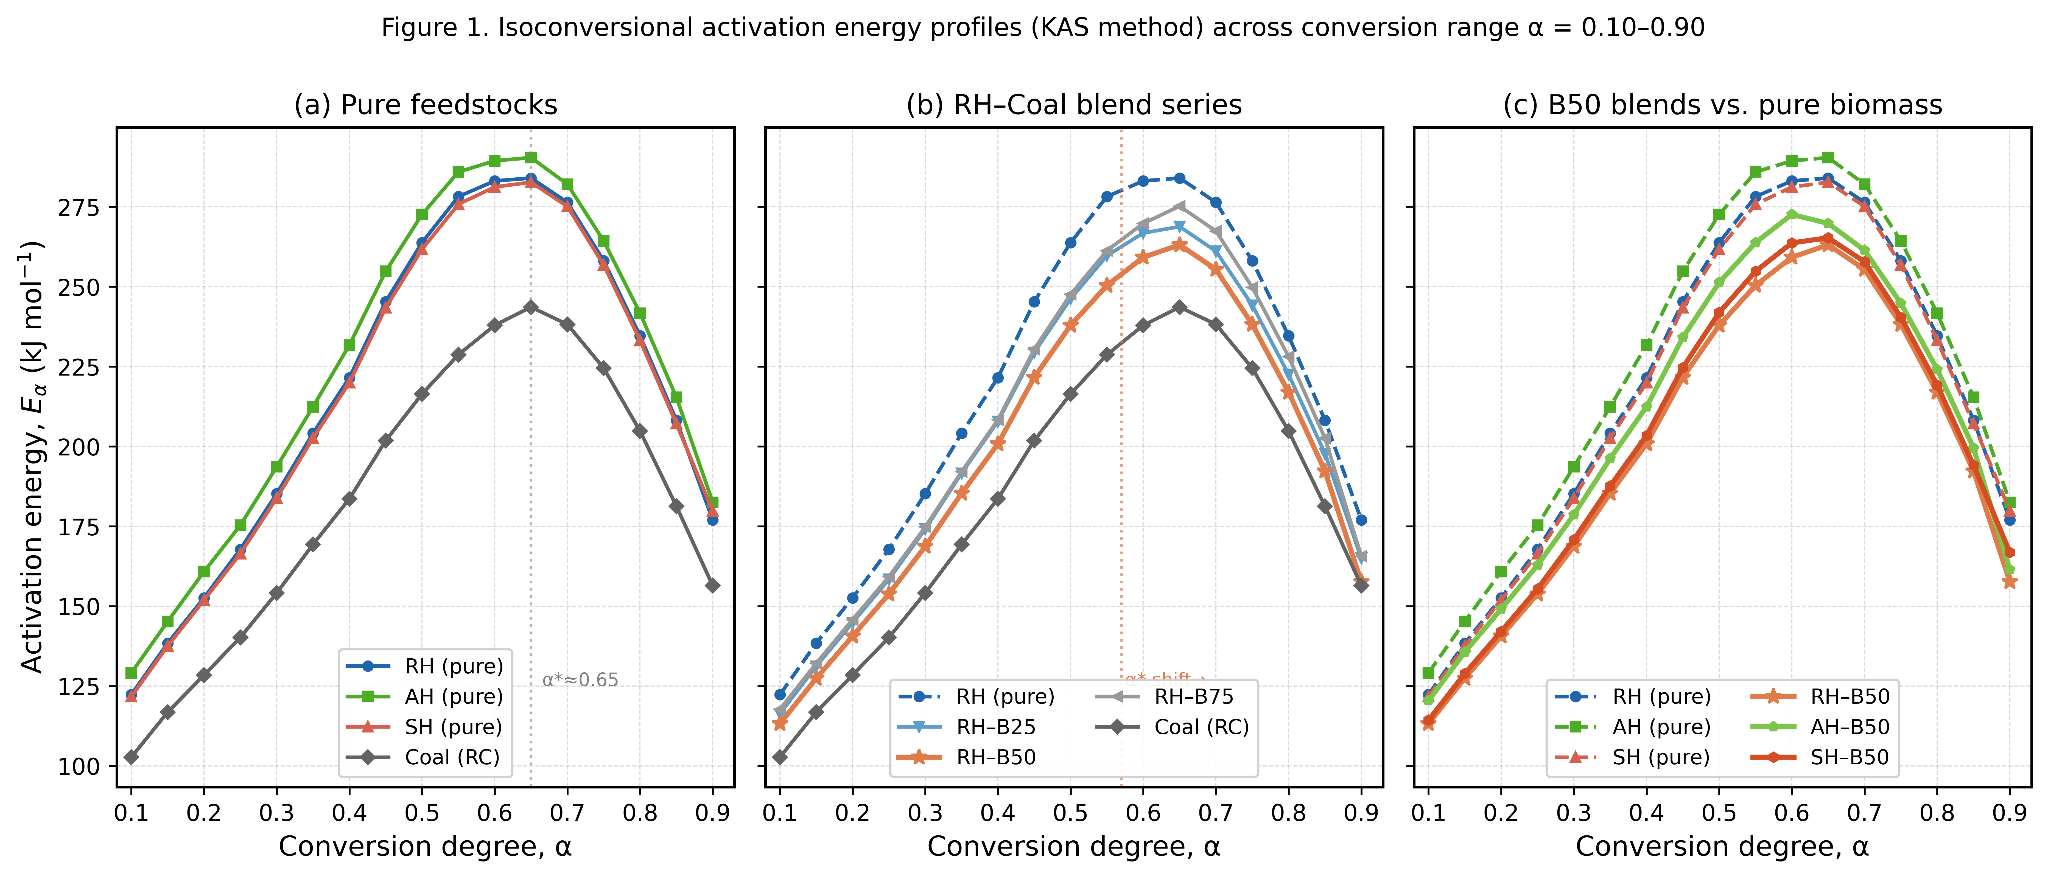 Figure 1. Isoconversional activation energy profiles (KAS method) across conversion range α = 0.10–0.90
(a) Pure feedstocks
(b) RH–Coal blend series
(c) B50 blends vs. pure biomass
Activation energy, Eα (kJ mol⁻¹)
275
250
225
200
175
150
125
100
α*≈0.65
RH (pure)
AH (pure)
SH (pure)
Coal (RC)
0.1 0.2 0.3 0.4 0.5 0.6 0.7 0.8 0.9
Conversion degree, α
α* shift
RH (pure)
RH–B25
RH–B50
RH–B75
Coal (RC)
0.1 0.2 0.3 0.4 0.5 0.6 0.7 0.8 0.9
Conversion degree, α
RH (pure)
AH (pure)
SH (pure)
RH–B50
AH–B50
SH–B50
0.1 0.2 0.3 0.4 0.5 0.6 0.7 0.8 0.9
Conversion degree, α